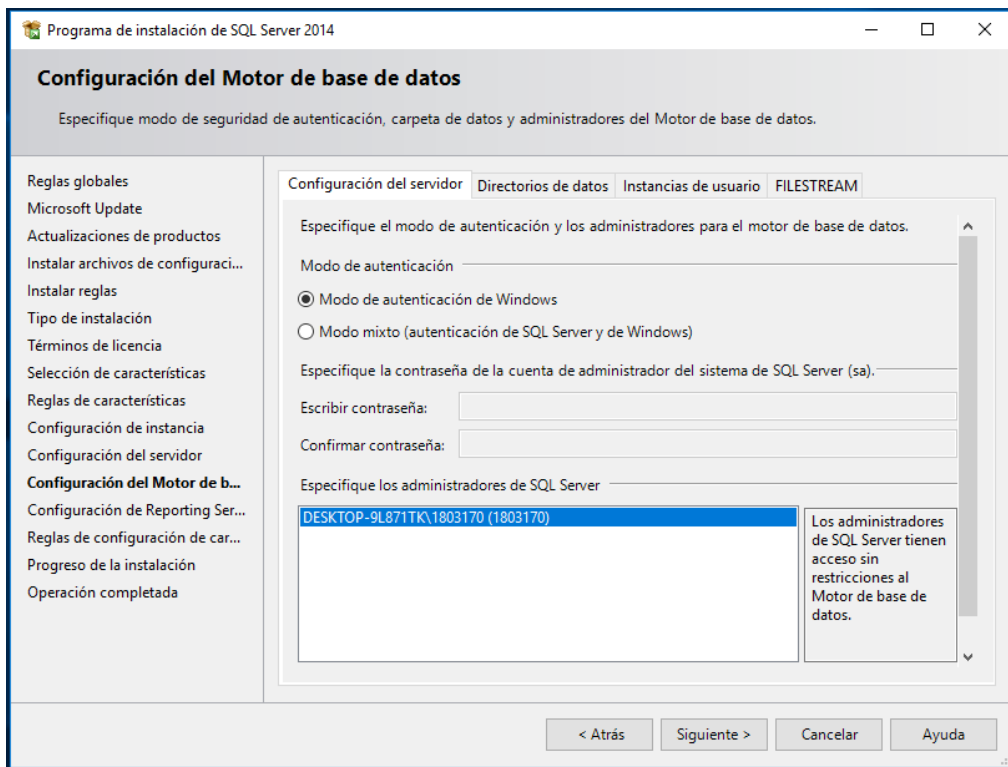 Programa de instalación de SQL Server 2014
Configuración del Motor de base de datos
Especifique modo de seguridad de autenticación, carpeta de datos y administradores del Motor de base de datos.
Reglas globales
Microsoft Update
Actualizaciones de productos
Instalar archivos de configuraci...
Instalar reglas
Tipo de instalación
Términos de licencia
Selección de características
Reglas de características
Configuración de instancia
Configuración del servidor
Configuración del Motor de b...
Configuración de Reporting Ser...
Reglas de configuración de car...
Progreso de la instalación
Operación completada
Configuración del servidor Directorios de datos Instancias de usuario FILESTREAM
Especifique el modo de autenticación y los administradores para el motor de base de datos.
Modo de autenticación
Modo de autenticación de Windows
Modo mixto (autenticación de SQL Server y de Windows)
Especifique la contraseña de la cuenta de administrador del sistema de SQL Server (sa).
Escribir contraseña:
Confirmar contraseña:
Especifique los administradores de SQL Server
DESKTOP-9L871TK\1803170 (1803170)
Los administradores
de SQL Server tienen
acceso sin
restricciones al
Motor de base de
datos.
< Atrás Siguiente > Cancelar Ayuda